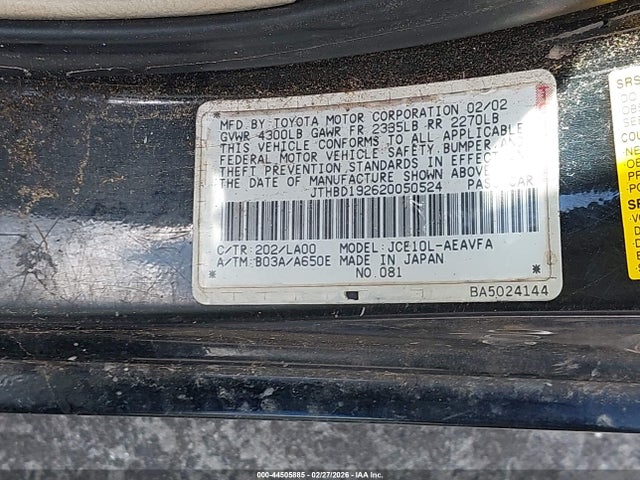 MFD. BY: TOYOTA MOTOR CORPORATION 02/02
GVWR 4300LB GAWR FR 2335LB RR 2270LB
THIS VEHICLE CONFORMS TO ALL APPLICABLE
FEDERAL MOTOR VEHICLE SAFETY, BUMPER, AND
THEFT PREVENTION STANDARDS IN EFFECT ON
THE DATE OF MANUFACTURE SHOWN ABOVE.
*JTHBD192620050524* PASS. CAR
C/TR: 202/LA00 MODEL: JCE10L-AEAVFA
A/TM: B03A/A650E MADE IN JAPAN
NO.081
BA5024144
SRS
000-44505885 | 02/27/2026 | IAA Corp.